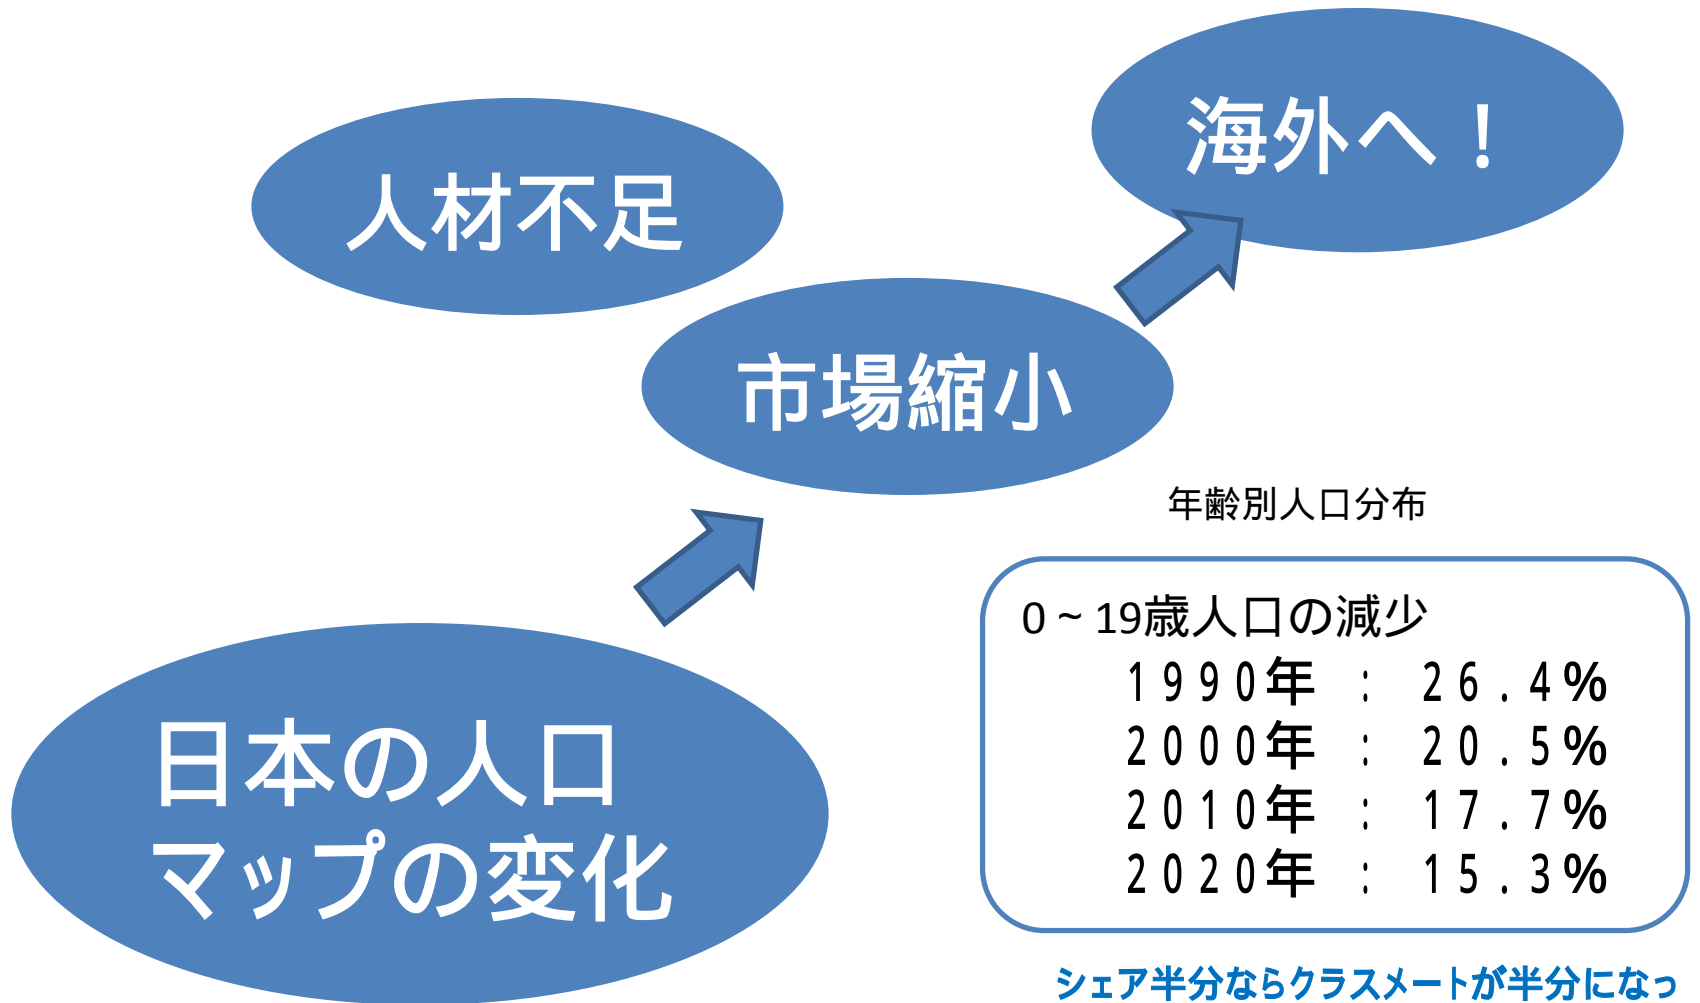 海外へ！
人材不足
市場縮小
年齢別人口分布
0~19歳人口の減少
１９９０年　：　２６．４％
２０００年　：　２０．５％
２０１０年　：　１７．７％
２０２０年　：　１５．３％
日本の人口
マップの変化
シェア半分ならクラスメートが半分になっ